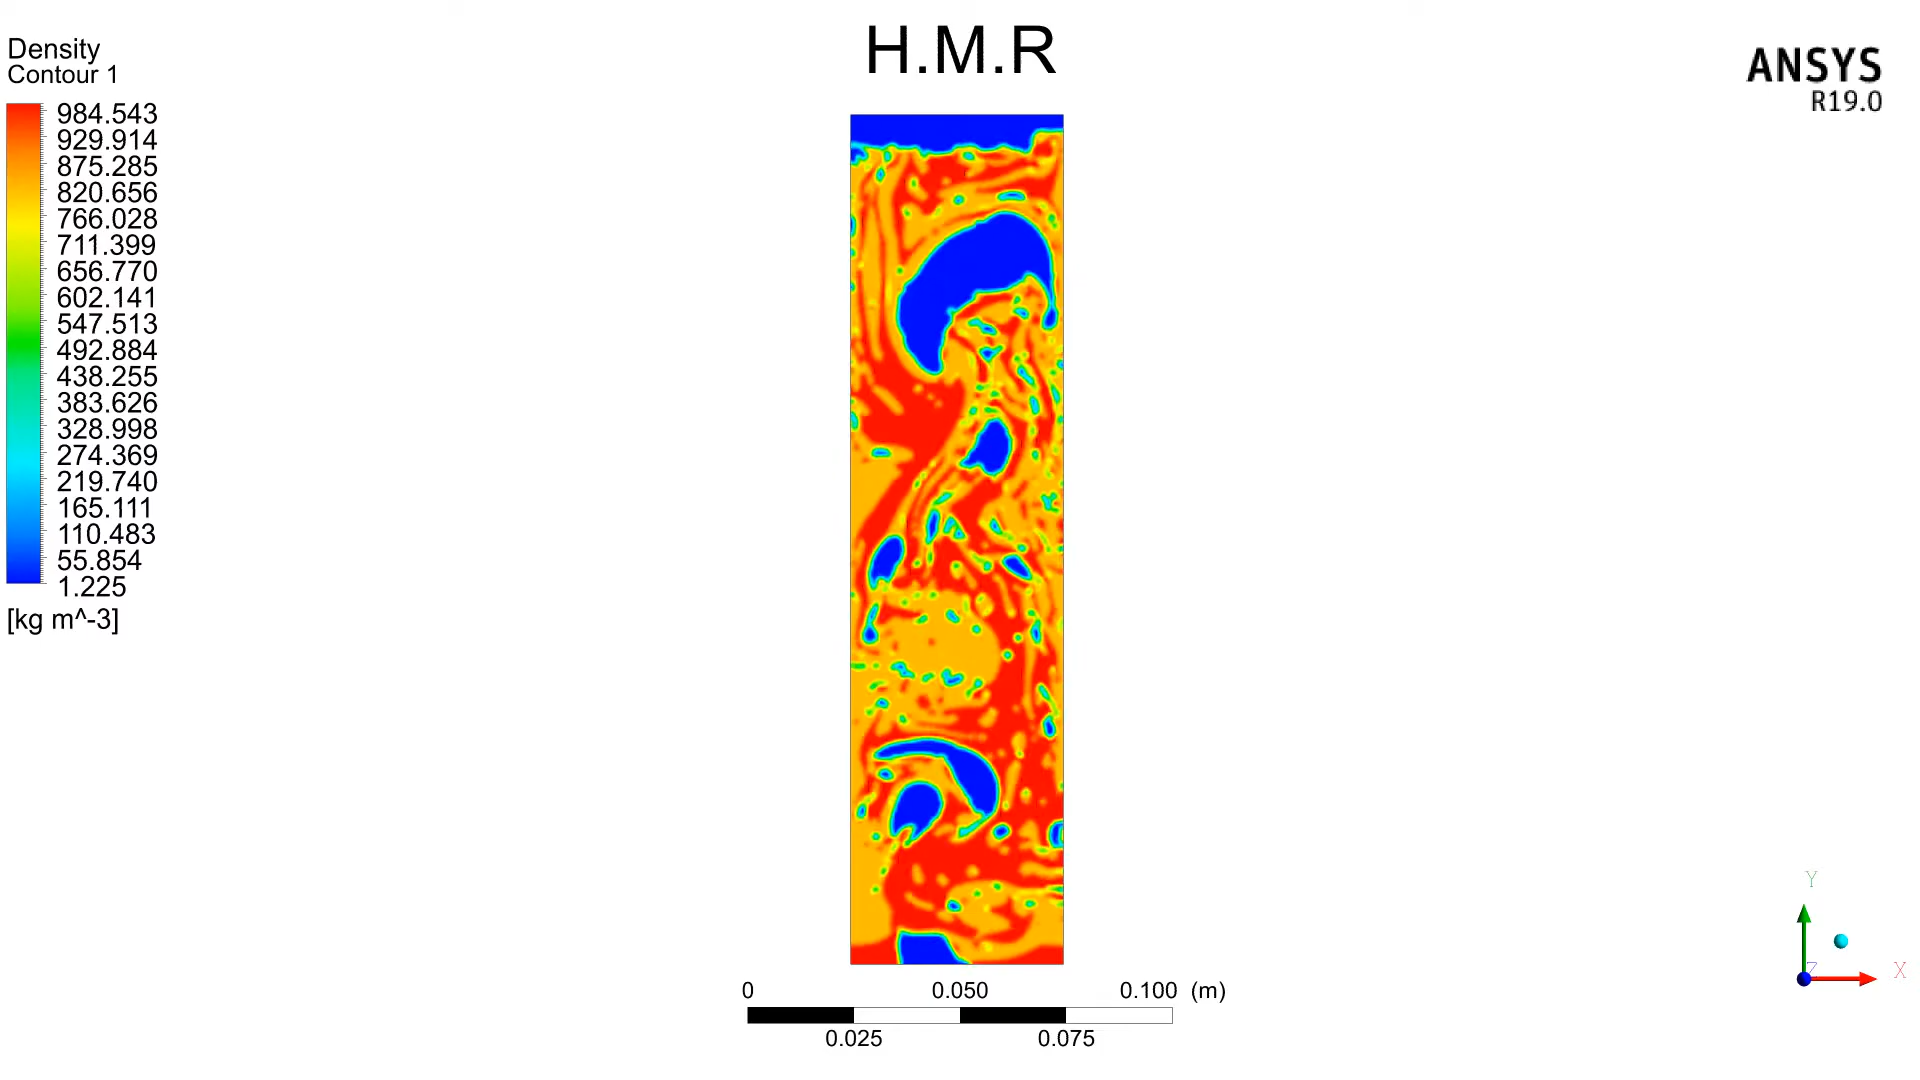 H.M.R
ANSYS
R19.0
Density
Contour 1
984.543
929.914
875.285
820.656
766.028
711.399
656.770
602.141
547.513
492.884
438.255
383.626
328.998
274.369
219.740
165.111
110.483
55.854
1.225
[kg m^-3]
Y
Z
X
0 0.050 0.100 (m)
0.025 0.075